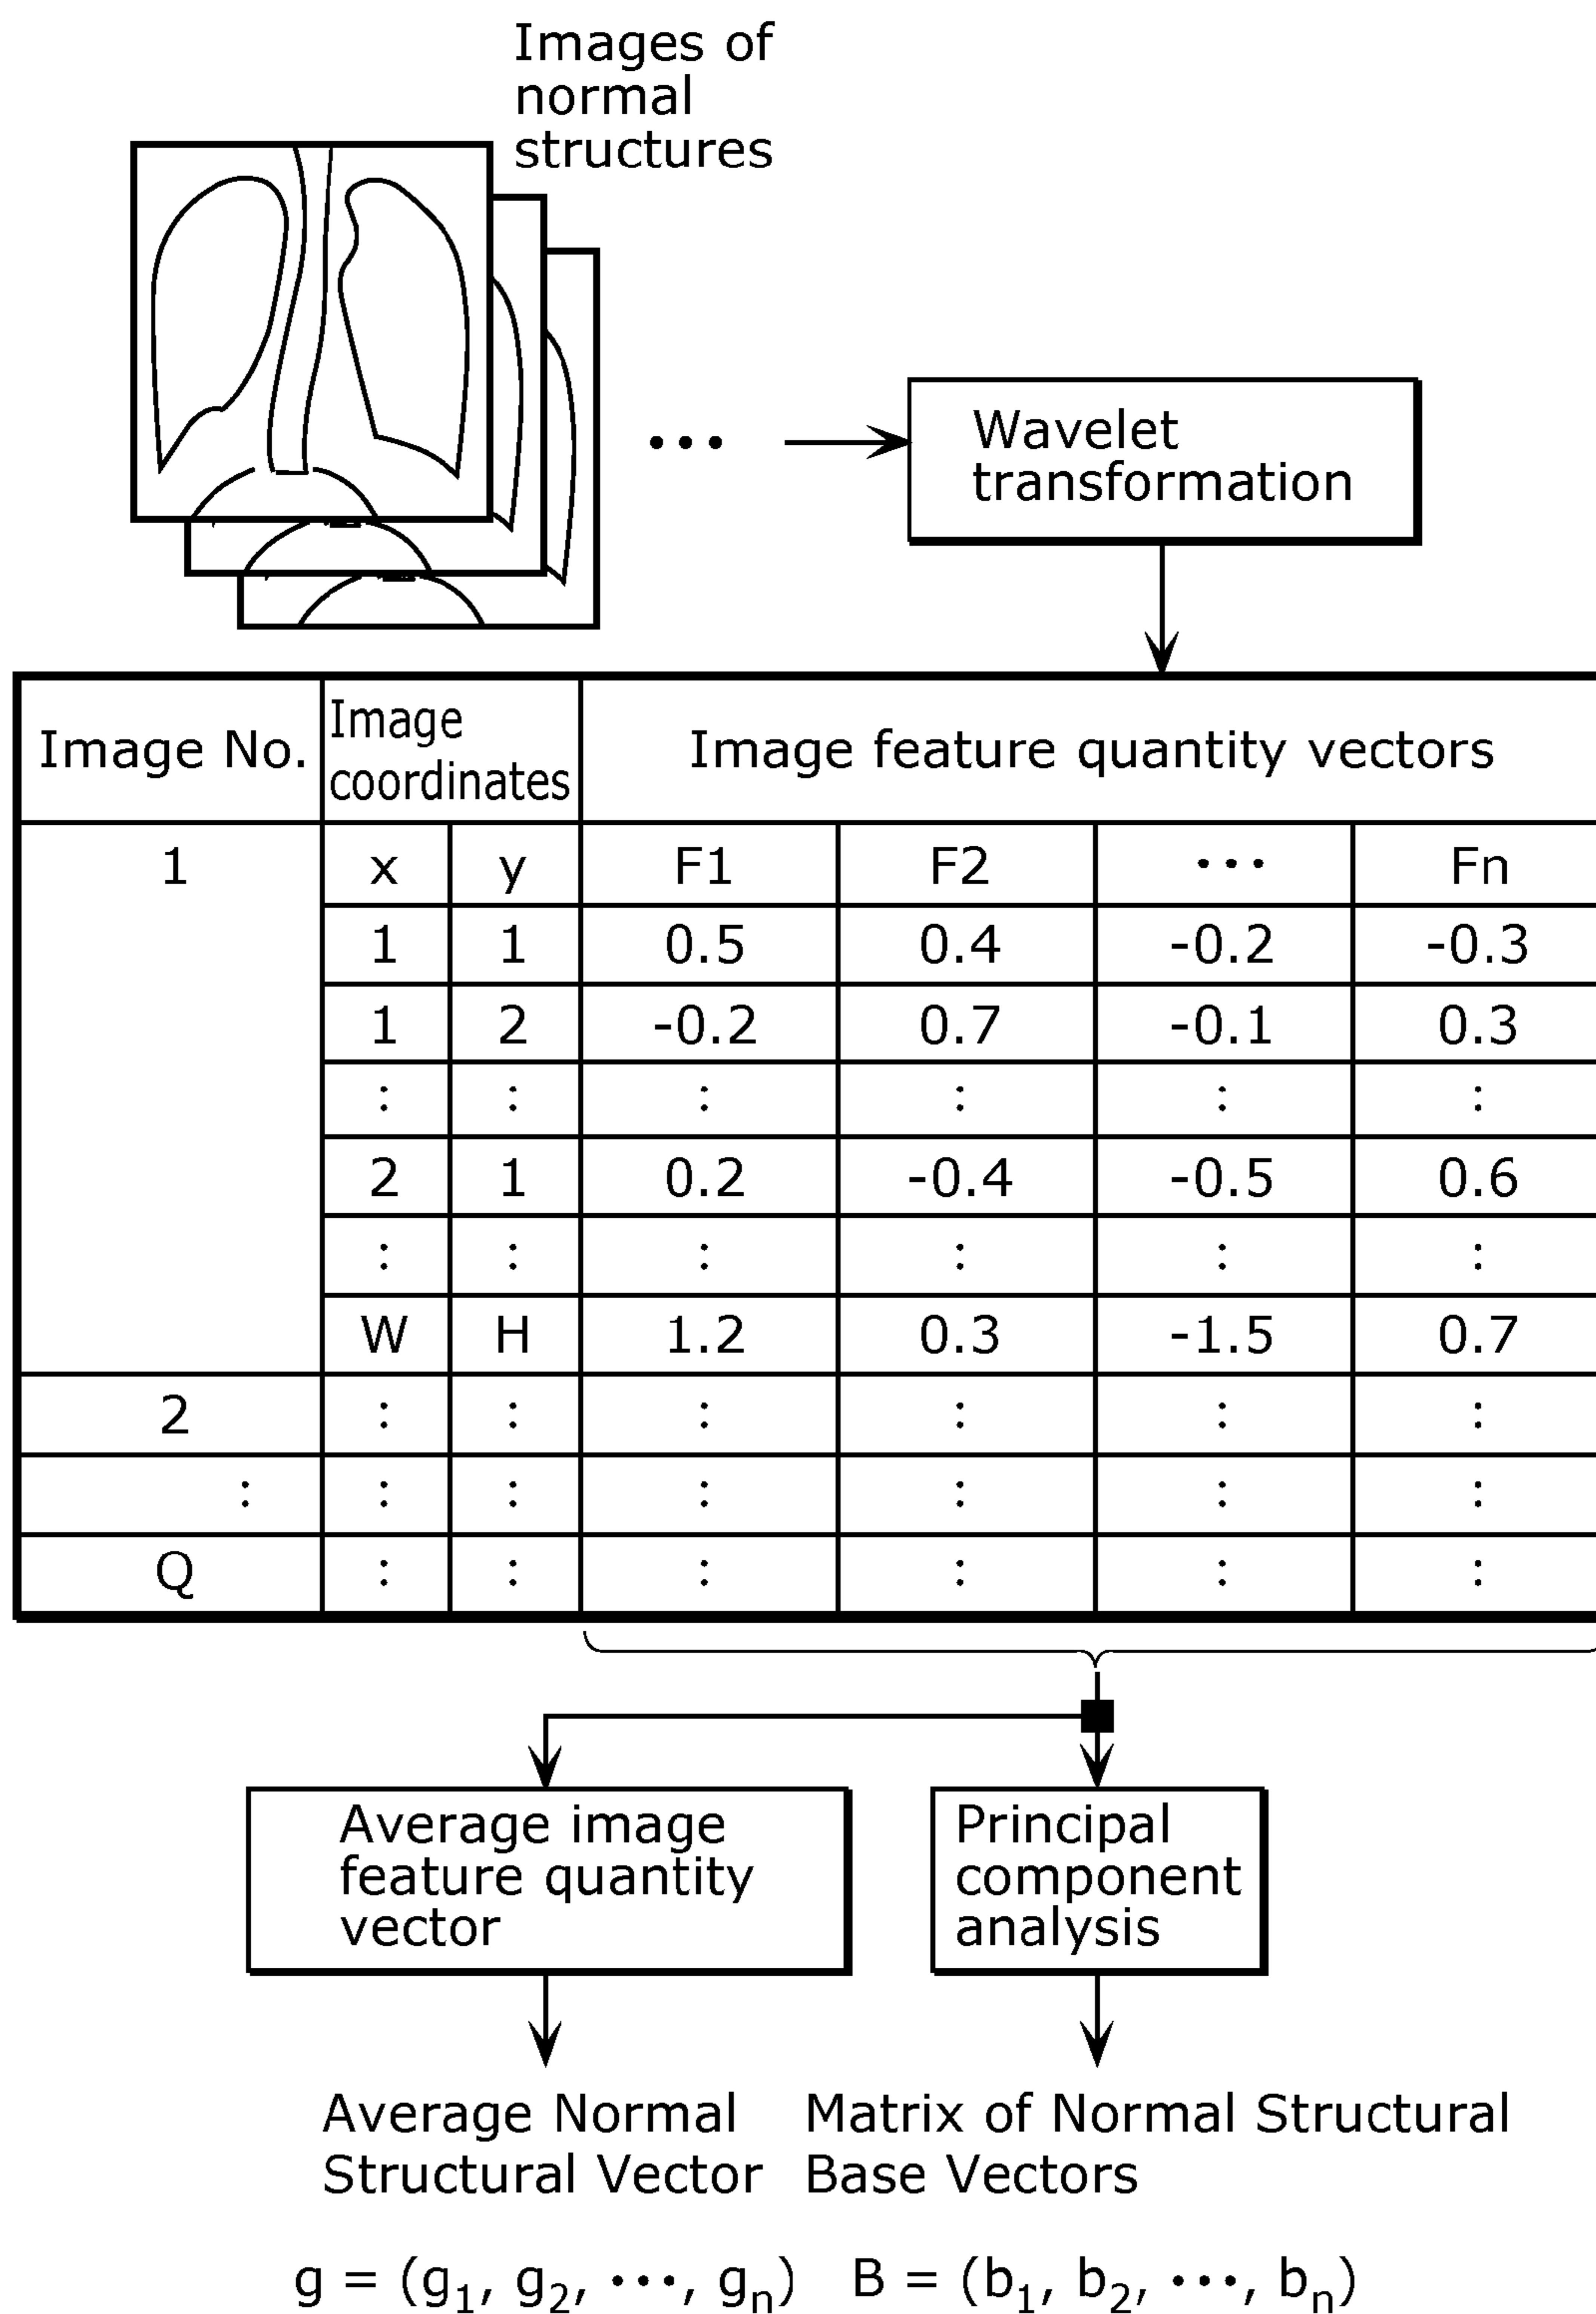 Images of
normal
structures
•••
Wavelet
transformation
Image No.
Image
coordinates
Image feature quantity vectors
1 x y F1 F2 ••• Fn
1 1 0.5 0.4 -0.2 -0.3
1 2 -0.2 0.7 -0.1 0.3
: : : : : :
2 1 0.2 -0.4 -0.5 0.6
: : : : : :
W H 1.2 0.3 -1.5 0.7
2 : : : : : :
: : : : : : :
Q : : : : : :
Average image
feature quantity
vector
Principal
component
analysis
Average Normal
Structural Vector
Matrix of Normal Structural
Base Vectors
g = (g1, g2, •••, gn)
B = (b1, b2, •••, bn)